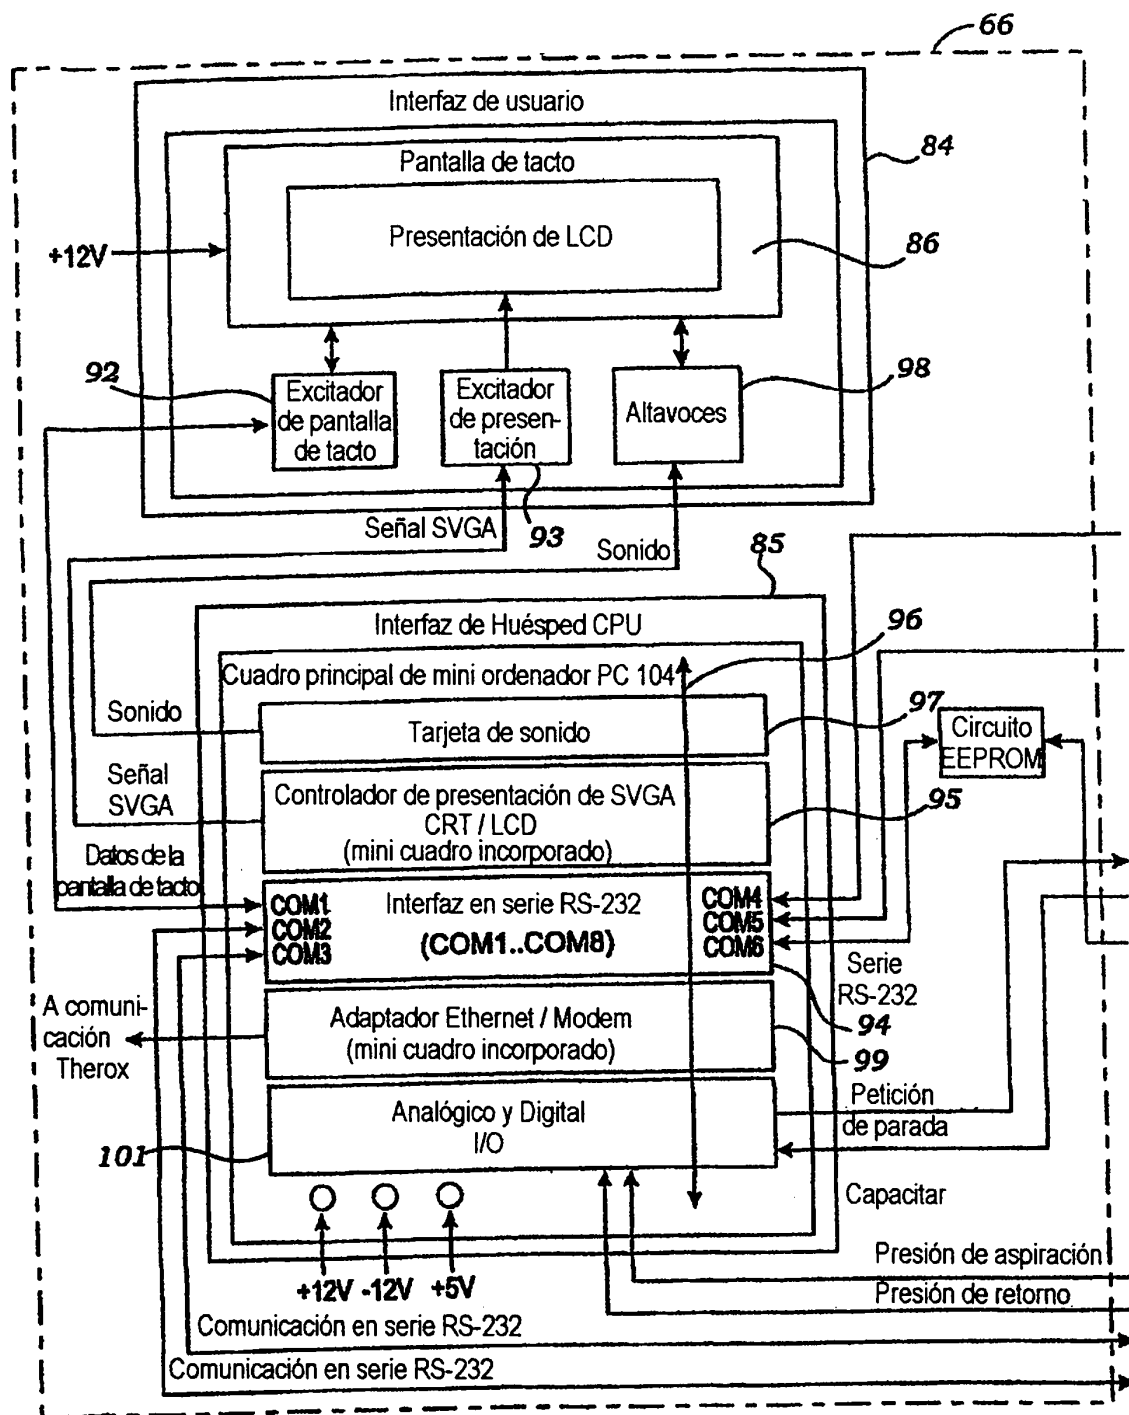 66
Interfaz de usuario
84
Pantalla de tacto
Presentación de LCD
86
+12V
92
Excitador
de pantalla
de tacto
Excitador
de presen-
tación
Altavoces
98
Señal SVGA
93
Sonido
85
Interfaz de Huésped CPU
96
Cuadro principal de mini ordenador PC 104
Sonido
Tarjeta de sonido
97
Circuito
EEPROM
Señal
SVGA
Controlador de presentación de SVGA
CRT / LCD
(mini cuadro incorporado)
95
Datos de la
pantalla de tacto
COM1
COM2
COM3
Interfaz en serie RS-232
(COM1..COM8)
COM4
COM5
COM6
Serie
RS-232
94
A comuni-
cación
Therox
Adaptador Ethernet / Modem
(mini cuadro incorporado)
99
Analógico y Digital
I/O
101
Petición
de parada
Capacitar
+12V -12V +5V
Presión de aspiración
Presión de retorno
Comunicación en serie RS-232
Comunicación en serie RS-232